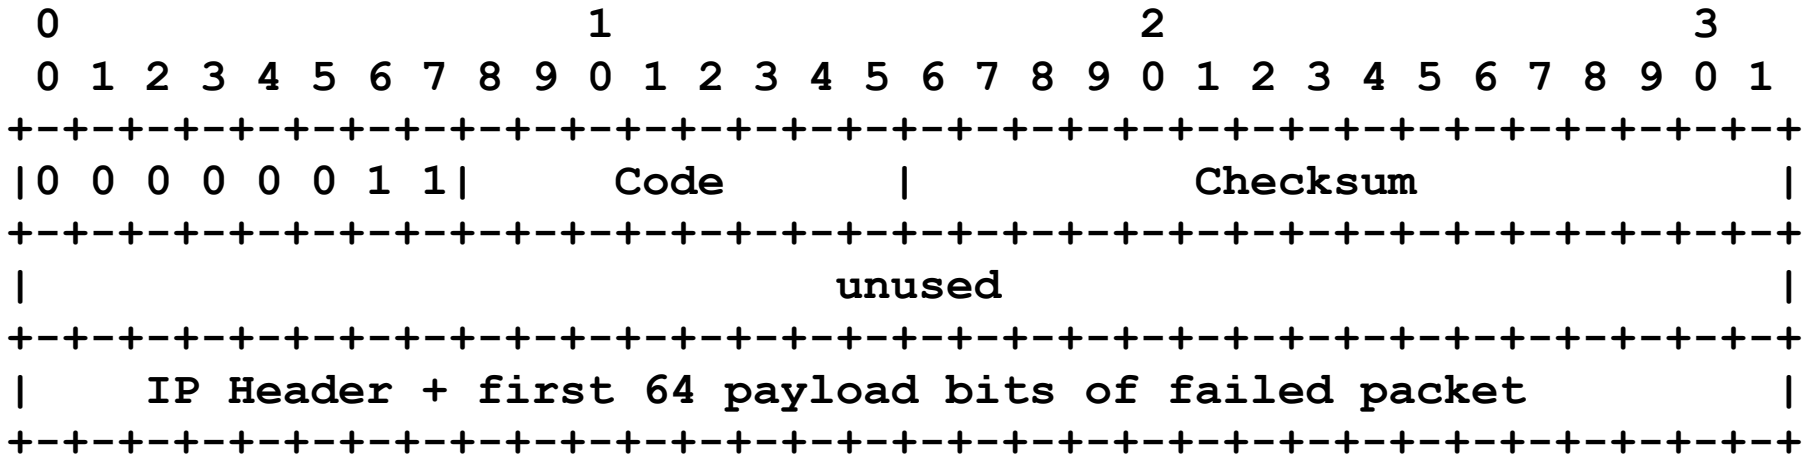 0                   1                   2                   3
 0 1 2 3 4 5 6 7 8 9 0 1 2 3 4 5 6 7 8 9 0 1 2 3 4 5 6 7 8 9 0 1
+-+-+-+-+-+-+-+-+-+-+-+-+-+-+-+-+-+-+-+-+-+-+-+-+-+-+-+-+-+-+-+-+
|0 0 0 0 0 0 1 1|     Code      |          Checksum             |
+-+-+-+-+-+-+-+-+-+-+-+-+-+-+-+-+-+-+-+-+-+-+-+-+-+-+-+-+-+-+-+-+
|                             unused                            |
+-+-+-+-+-+-+-+-+-+-+-+-+-+-+-+-+-+-+-+-+-+-+-+-+-+-+-+-+-+-+-+-+
|    IP Header + first 64 payload bits of failed packet         |
+-+-+-+-+-+-+-+-+-+-+-+-+-+-+-+-+-+-+-+-+-+-+-+-+-+-+-+-+-+-+-+-+